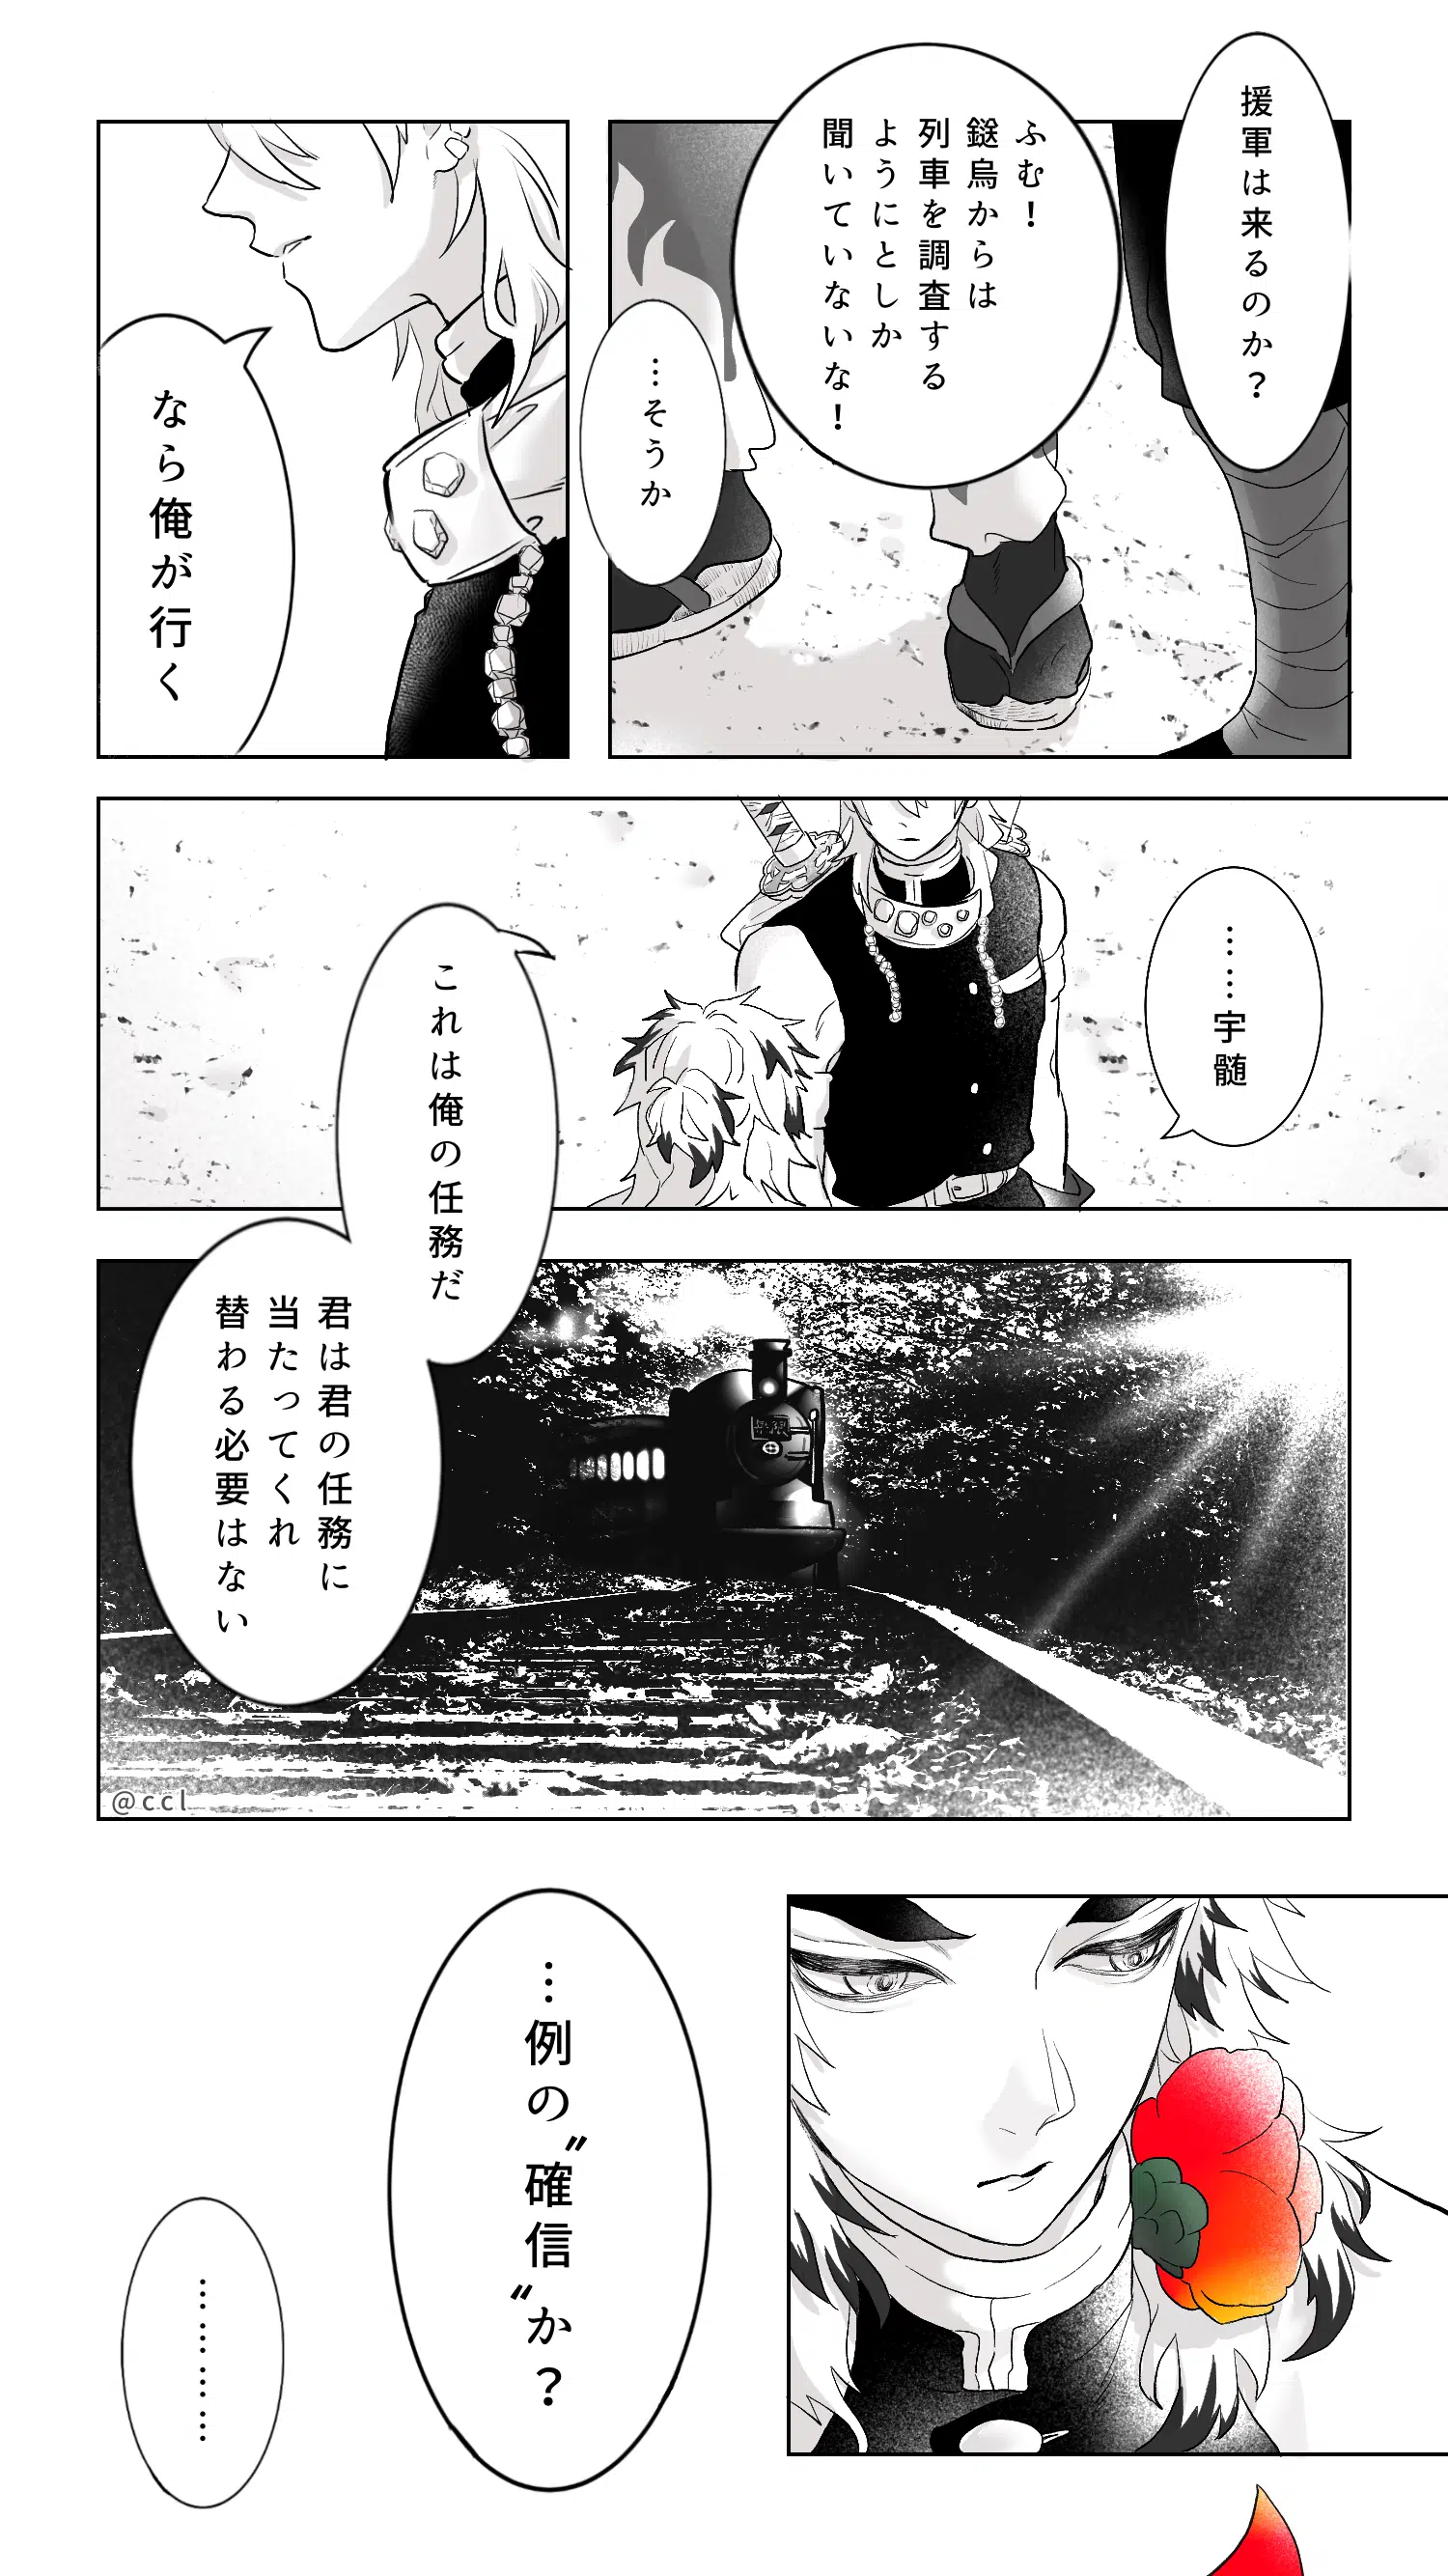 援軍は来るのか？
ふむ！
鎹烏からは
列車を調査する
ようにとしか
聞いていないな！
…そうか
なら俺が行く
……宇髄
これは俺の任務だ
君は君の任務に
当たってくれ
替わる必要はない
@ccl
…例の〝確信〟か？
………